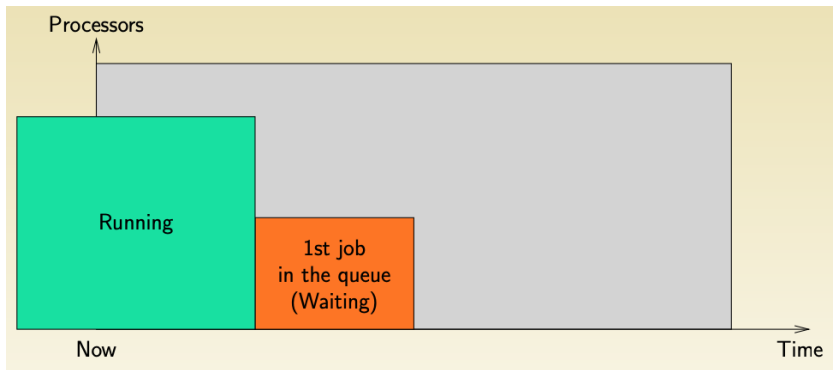 Processors
Running
1st job
in the queue
(Waiting)
Now
Time